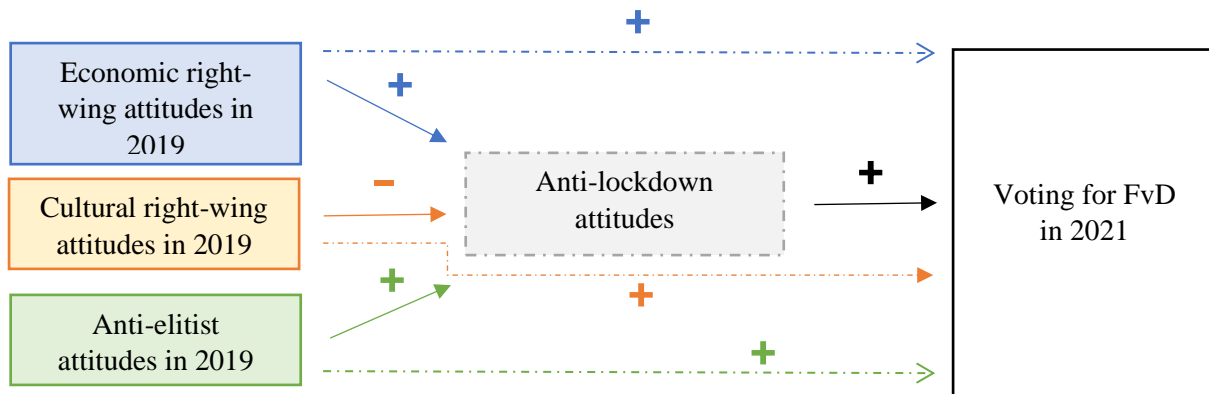 +
Economic right-
wing attitudes in
2019
+
Cultural right-wing
attitudes in 2019
−
Anti-lockdown
attitudes
+
Voting for FvD
in 2021
+
+
Anti-elitist
attitudes in 2019
+